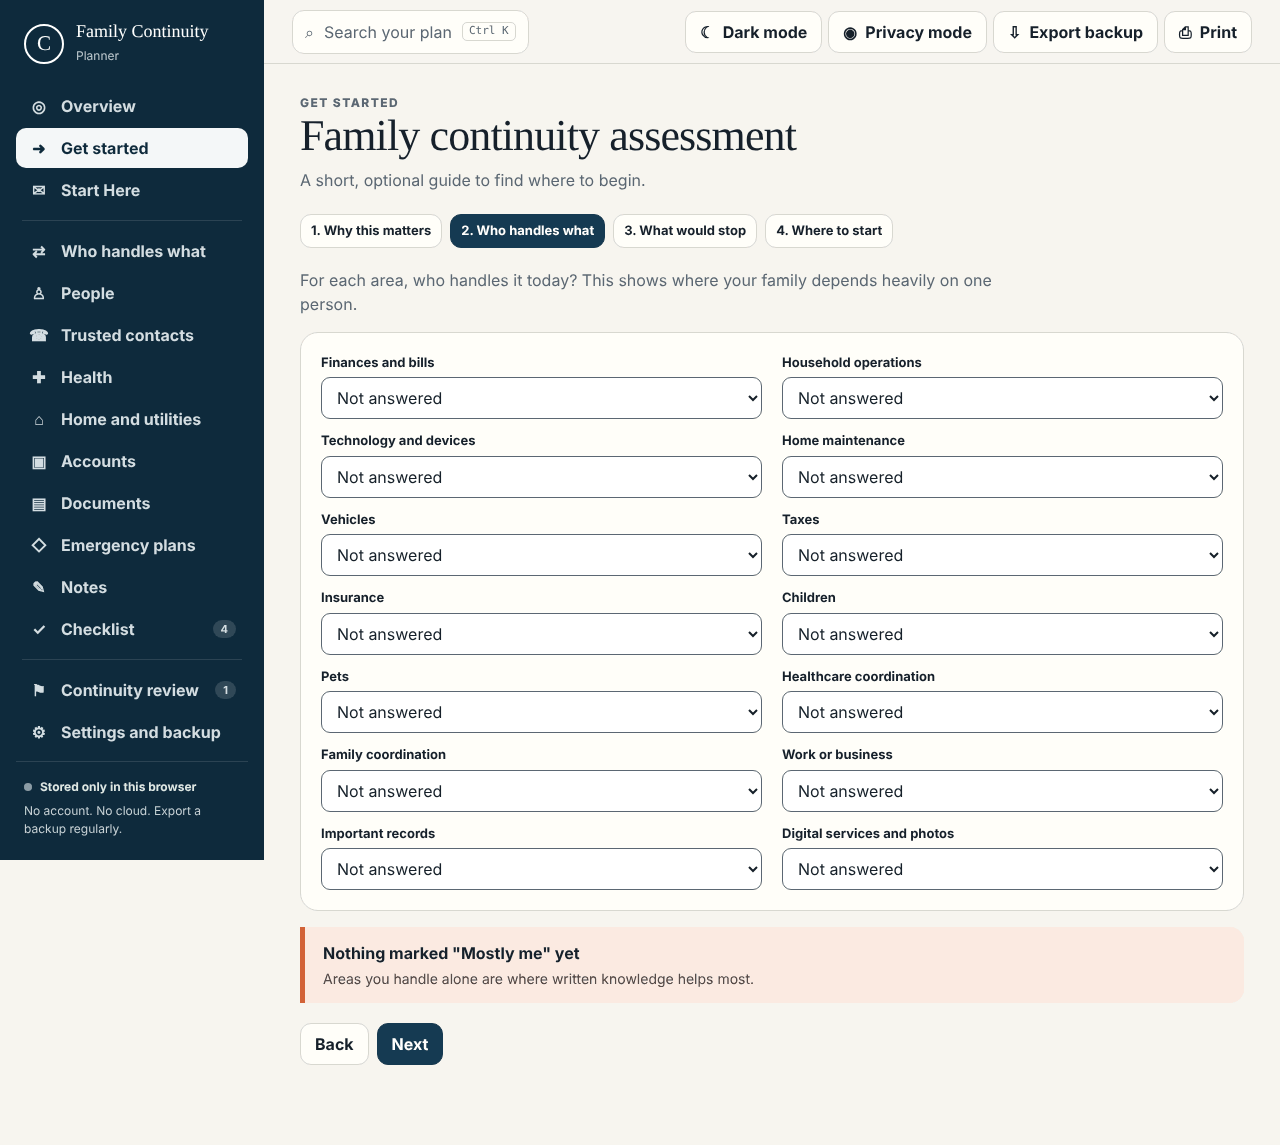 C
Family Continuity
Planner
Overview
Get started
Start Here
Who handles what
People
Trusted contacts
Health
Home and utilities
Accounts
Documents
Emergency plans
Notes
Checklist 4
Continuity review 1
Settings and backup
Stored only in this browser
No account. No cloud. Export a
backup regularly.
Search your plan Ctrl K
Dark mode
Privacy mode
Export backup
Print
GET STARTED
Family continuity assessment
A short, optional guide to find where to begin.
1. Why this matters
2. Who handles what
3. What would stop
4. Where to start
For each area, who handles it today? This shows where your family depends heavily on one
person.
Finances and bills
Not answered
Household operations
Not answered
Technology and devices
Not answered
Home maintenance
Not answered
Vehicles
Not answered
Taxes
Not answered
Insurance
Not answered
Children
Not answered
Pets
Not answered
Healthcare coordination
Not answered
Family coordination
Not answered
Work or business
Not answered
Important records
Not answered
Digital services and photos
Not answered
Nothing marked "Mostly me" yet
Areas you handle alone are where written knowledge helps most.
Back
Next